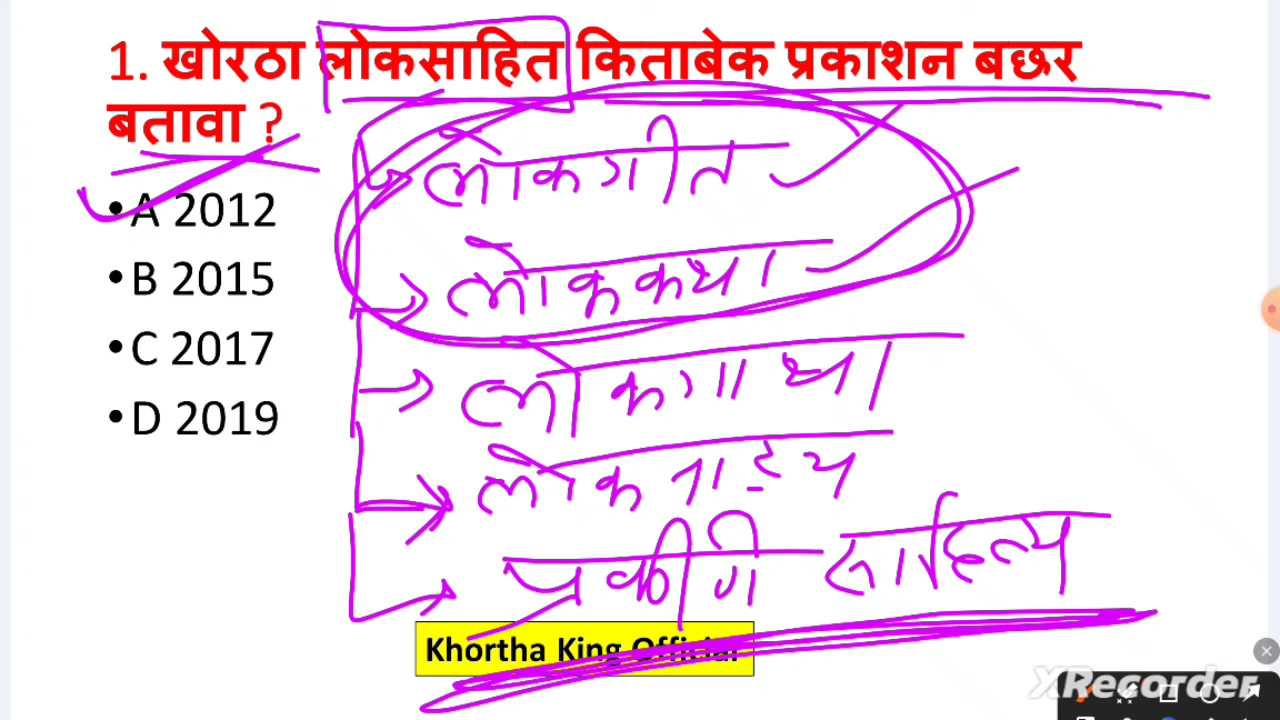 1. खोरठा लोकसाहित किताबेक प्रकाशन बछर
बतावा ?
• A 2012
• B 2015
• C 2017
• D 2019
लोकगीत
लोककथा
लोकगाथा
लोकनाट्य
प्रकीर्ण साहित्य
Khortha King Official
XRecorder